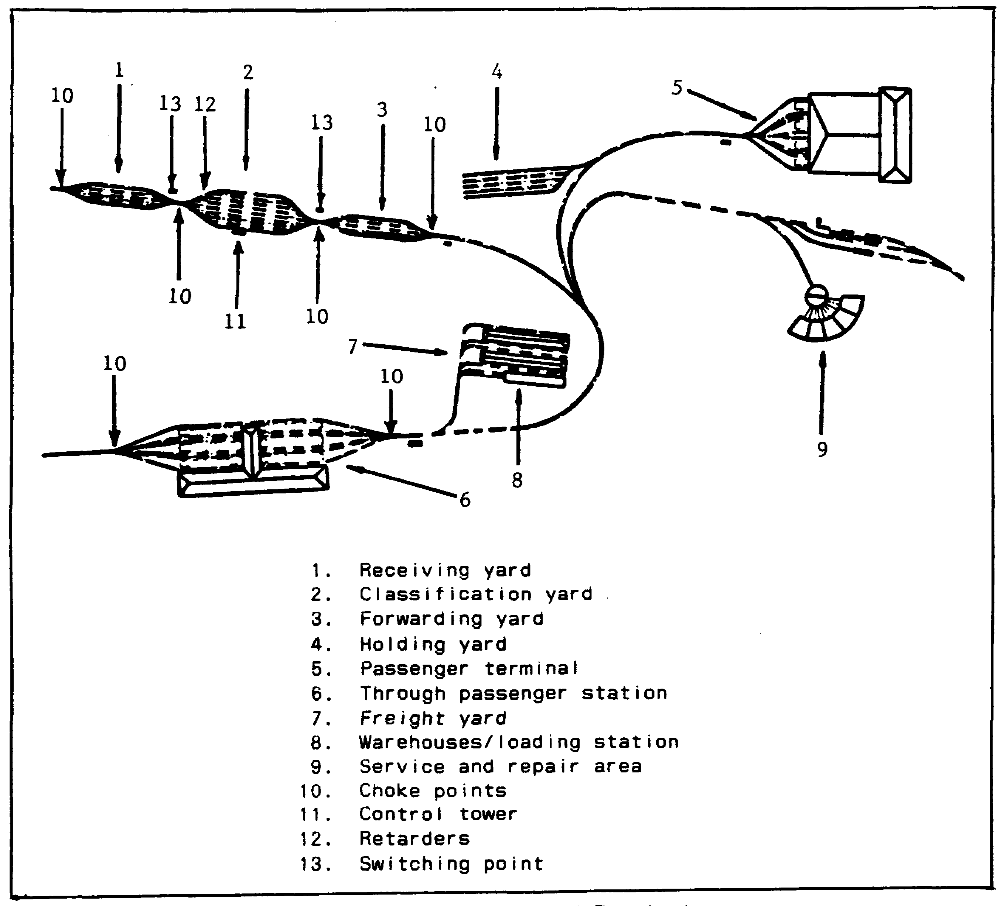 1
2
4
5
10
13 12
3
13
10
10
11
10
7
10
10
9
8
6
1. Receiving yard
2. Classification yard
3. Forwarding yard
4. Holding yard
5. Passenger terminal
6. Through passenger station
7. Freight yard
8. Warehouses/loading station
9. Service and repair area
10. Choke points
11. Control tower
12. Retarders
13. Switching point